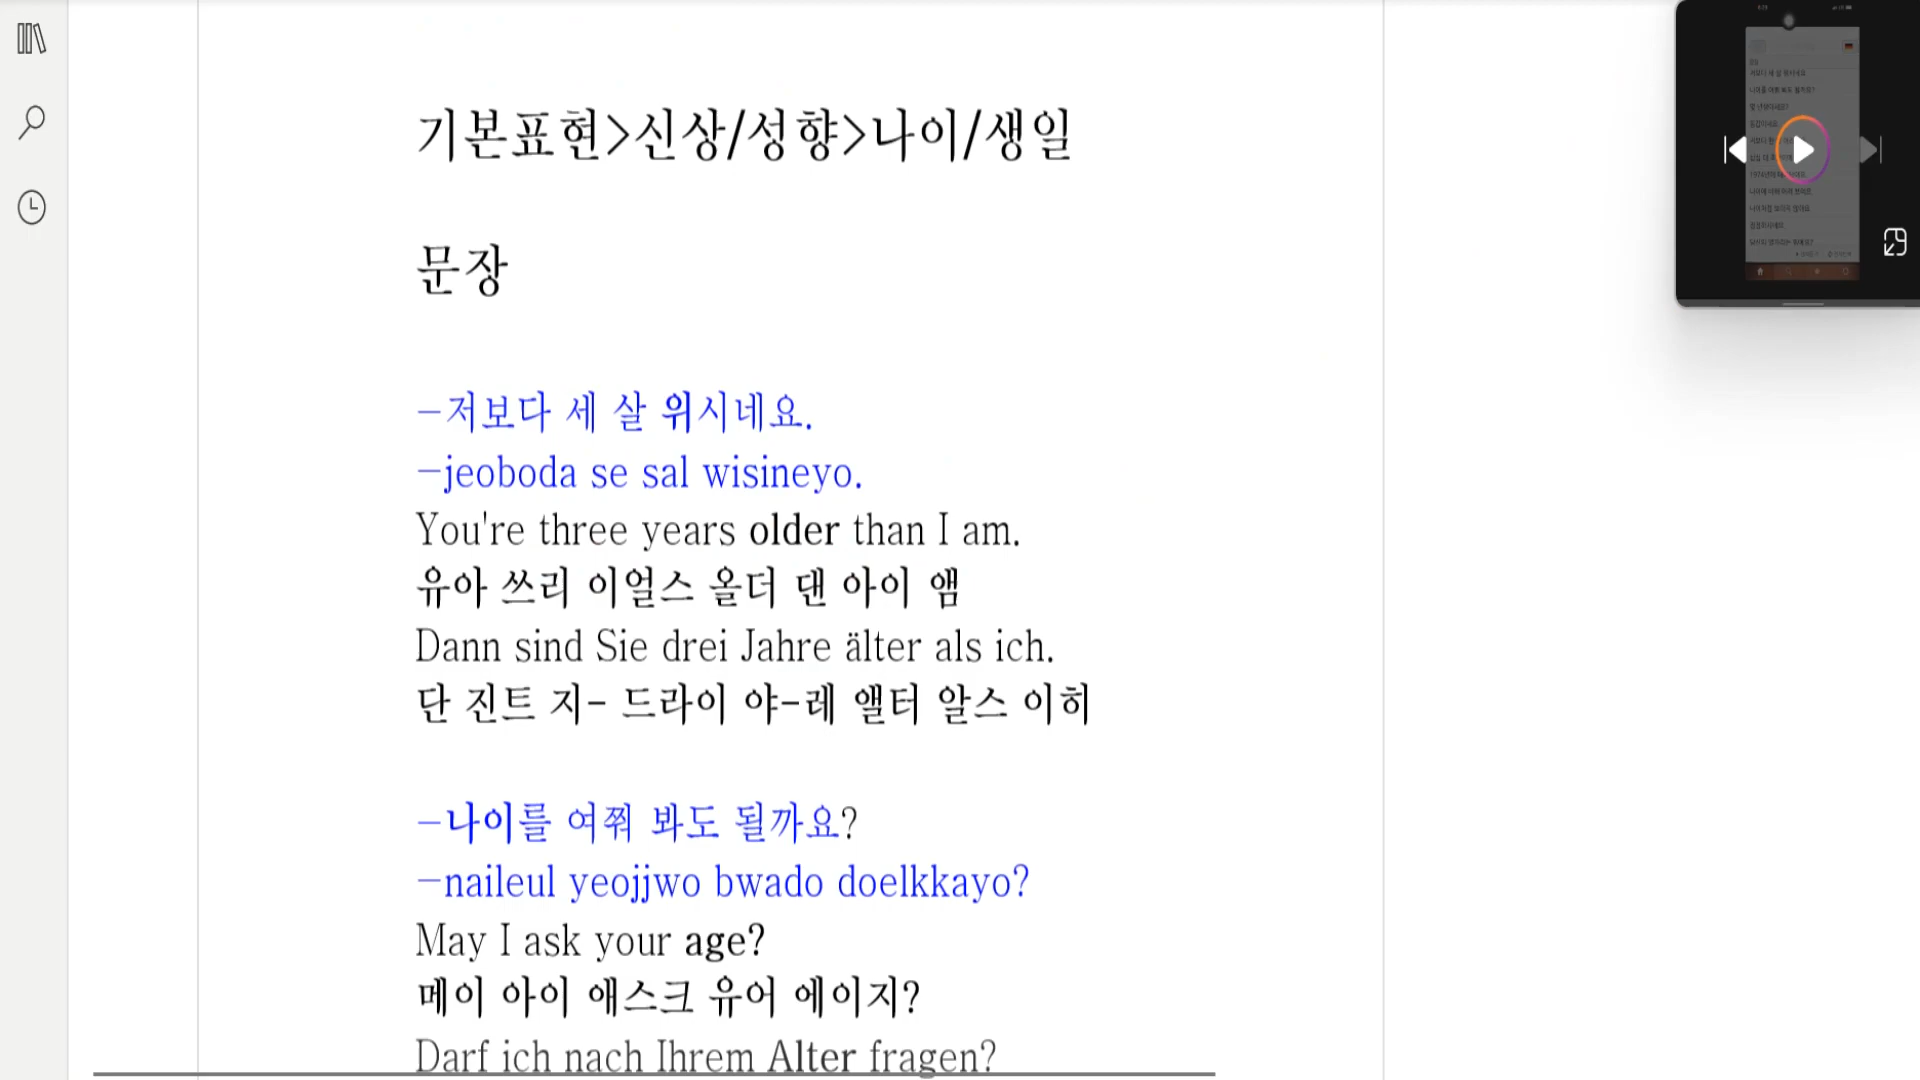 기본표현>신상/성향>나이/생일
문장
-저보다 세 살 위시네요.
-jeoboda se sal wisineyo.
You're three years older than I am.
유아 쓰리 이얼스 올더 댄 아이 앰
Dann sind Sie drei Jahre älter als ich.
단 진트 지- 드라이 야-레 앨터 알스 이히
-나이를 여쭤 봐도 될까요?
-naileul yeojjwo bwado doelkkayo?
May I ask your age?
메이 아이 애스크 유어 에이지?
Darf ich nach Ihrem Alter fragen?